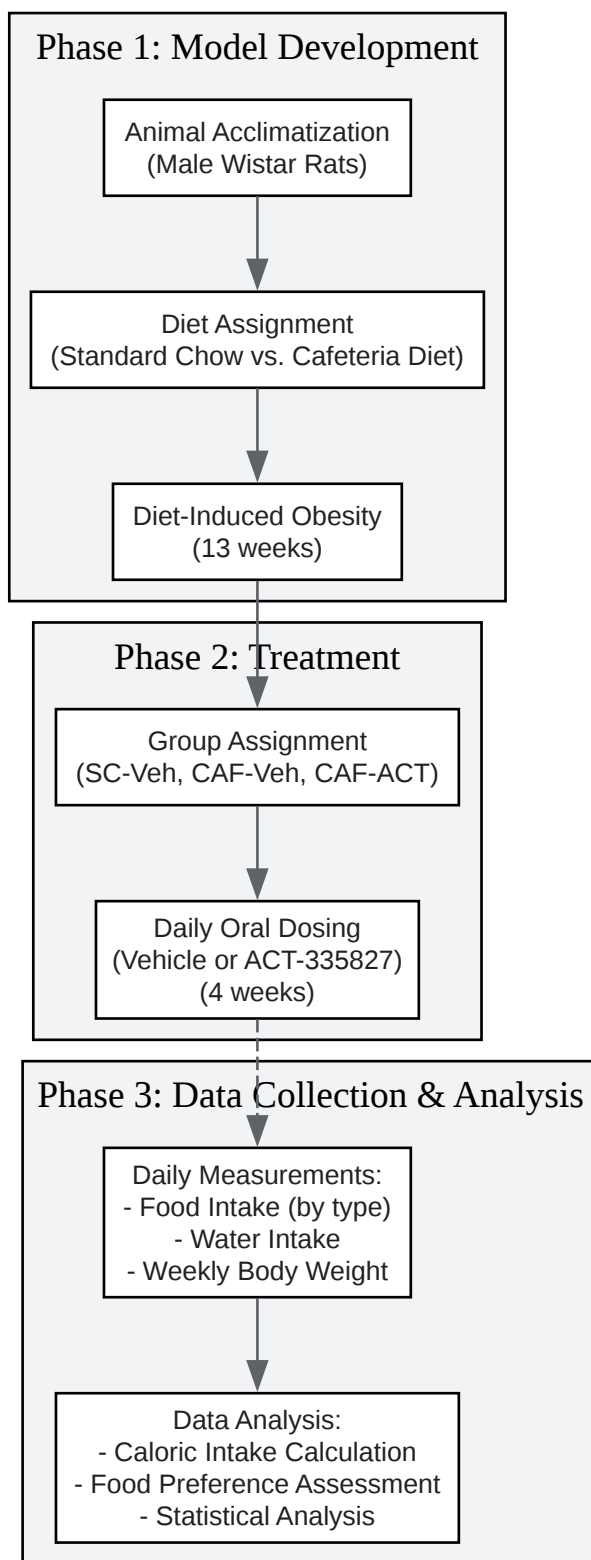 Phase 1: Model Development
Animal Acclimatization
(Male Wistar Rats)
Diet Assignment
(Standard Chow vs. Cafeteria Diet)
Diet-Induced Obesity
(13 weeks)
Phase 2: Treatment
Group Assignment
(SC-Veh, CAF-Veh, CAF-ACT)
Daily Oral Dosing
(Vehicle or ACT-335827)
(4 weeks)
Phase 3: Data Collection & Analysis
Daily Measurements:
- Food Intake (by type)
- Water Intake
- Weekly Body Weight
Data Analysis:
- Caloric Intake Calculation
- Food Preference Assessment
- Statistical Analysis